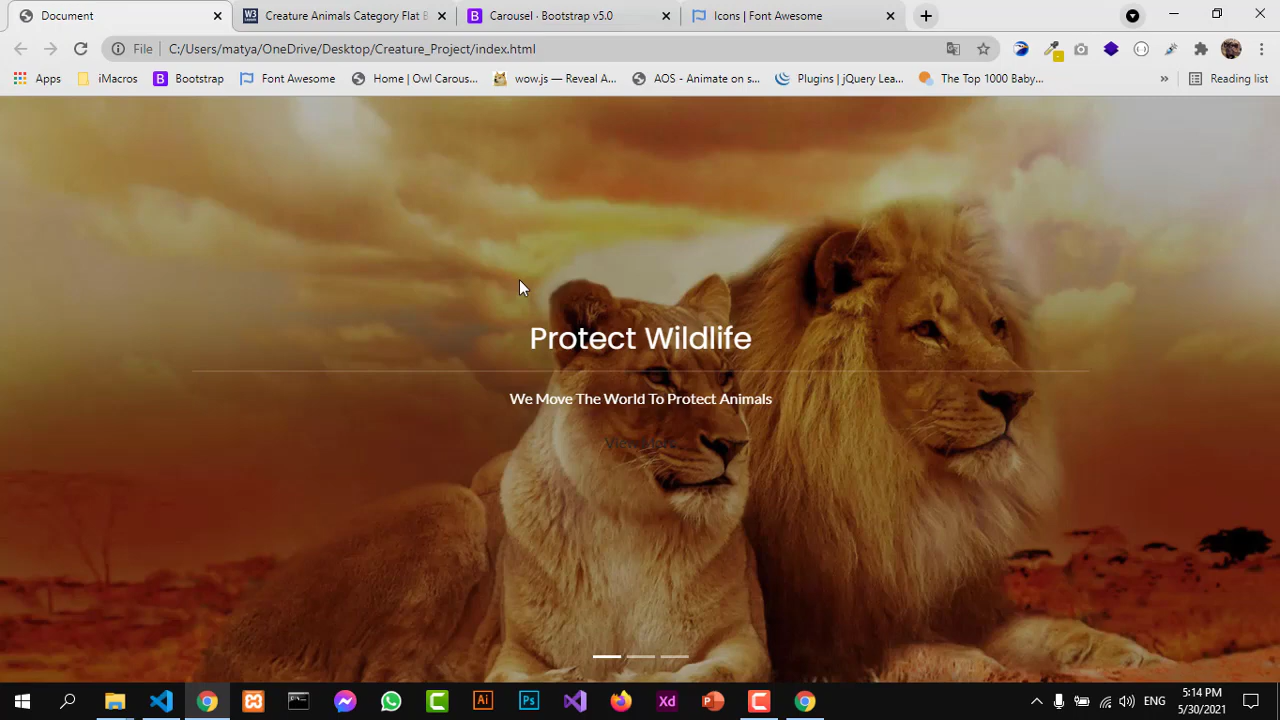 Document
Creature Animals Category Flat B
Carousel · Bootstrap v5.0
Icons | Font Awesome
File
C:/Users/matya/OneDrive/Desktop/Creature_Project/index.html
Apps
iMacros
Bootstrap
Font Awesome
Home | Owl Carous...
wow.js — Reveal A...
AOS - Animate on s...
Plugins | jQuery Lea...
The Top 1000 Baby...
»
Reading list
Protect Wildlife
We Move The World To Protect Animals
ENG
5:14 PM
5/30/2021